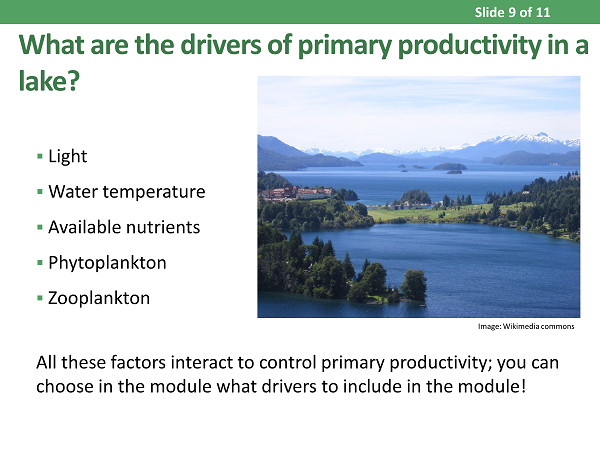 Slide 9 of 11
What are the drivers of primary productivity in a
lake?
▪ Light
▪ Water temperature
▪ Available nutrients
▪ Phytoplankton
▪ Zooplankton
Image: Wikimedia commons
All these factors interact to control primary productivity; you can
choose in the module what drivers to include in the module!